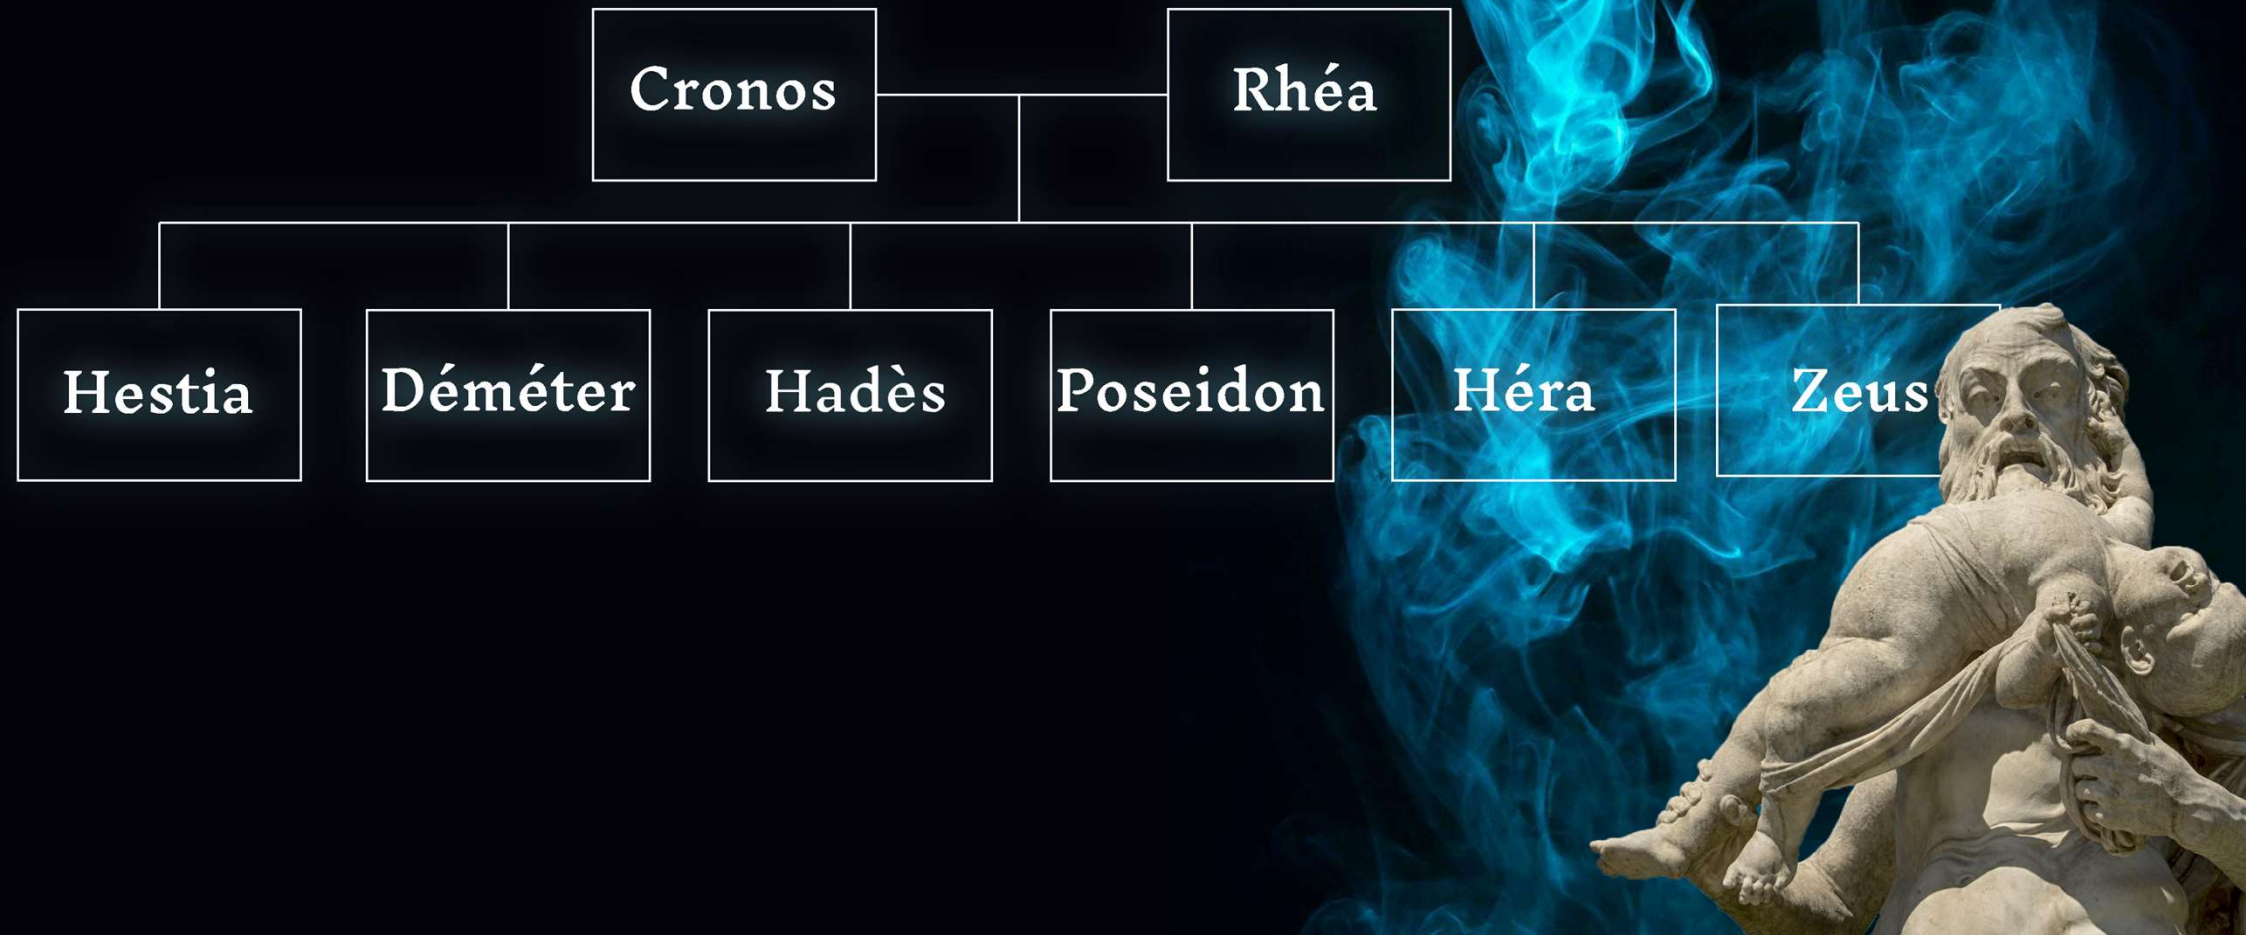 Cronos
Rhéa
Hestia
Déméter
Hadès
Poseidon
Héra
Zeus